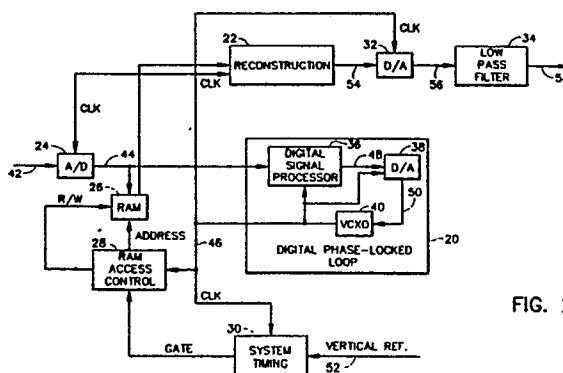 CLK
22
RECONSTRUCTION
54
32
D/A
56
34
LOW
PASS
FILTER
CLK
CLK
24
A/D
42
44
R/W
26
RAM
ADDRESS
28
RAM
ACCESS
CONTROL
46
DIGITAL
SIGNAL
PROCESSOR
36
48
38
D/A
50
40
VCXO
DIGITAL PHASE-LOCKED
LOOP
20
CLK
FIG.
GATE
30
SYSTEM
TIMING
VERTICAL REF.
52